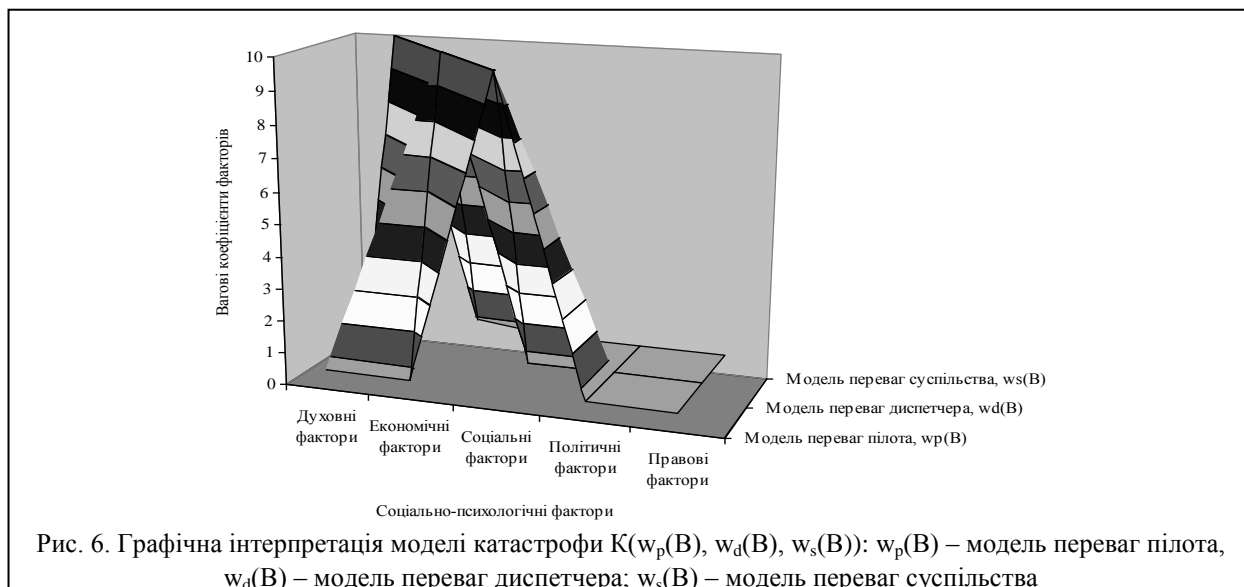 10
9
8
7
6
5
4
3
2
1
0
Вагові коефіцієнти факторів
Духовні
фактори
Економічні
фактори
Соціальні
фактори
Політичні
фактори
Правові
фактори
Соціально-психологічні фактори
Модель переваг суспільства, ws(B)
Модель переваг диспетчера, wd(B)
Модель переваг пілота, wp(B)
Рис. 6. Графічна інтерпретація моделі катастрофи К(wp(B), wd(B), ws(B)): wp(B) – модель переваг пілота,
wd(B) – модель переваг диспетчера; ws(B) – модель переваг суспільства